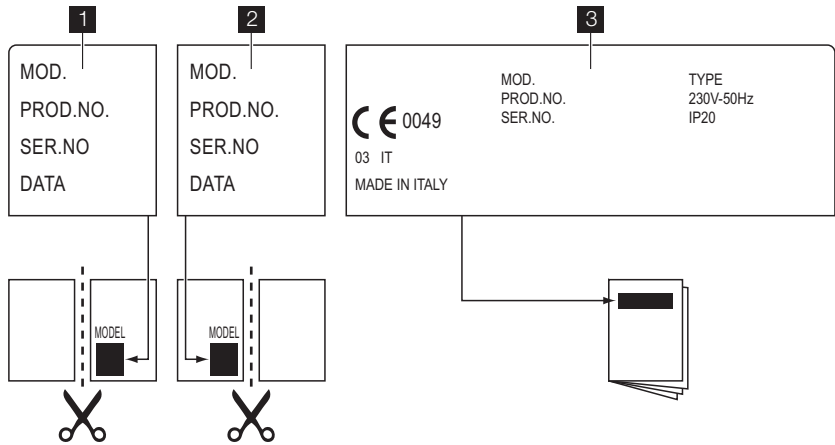 1
MOD.
PROD.NO.
SER.NO
DATA
2
MOD.
PROD.NO.
SER.NO
DATA
3
MOD. TYPE
PROD.NO. 230V-50Hz
SER.NO. IP20
CE 0049
03 IT
MADE IN ITALY
MODEL
MODEL